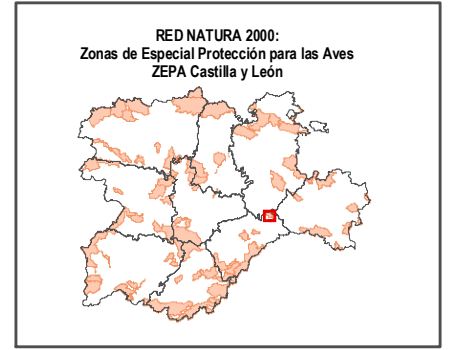 RED NATURA 2000:
Zonas de Especial Protección para las Aves
ZEPA Castilla y León